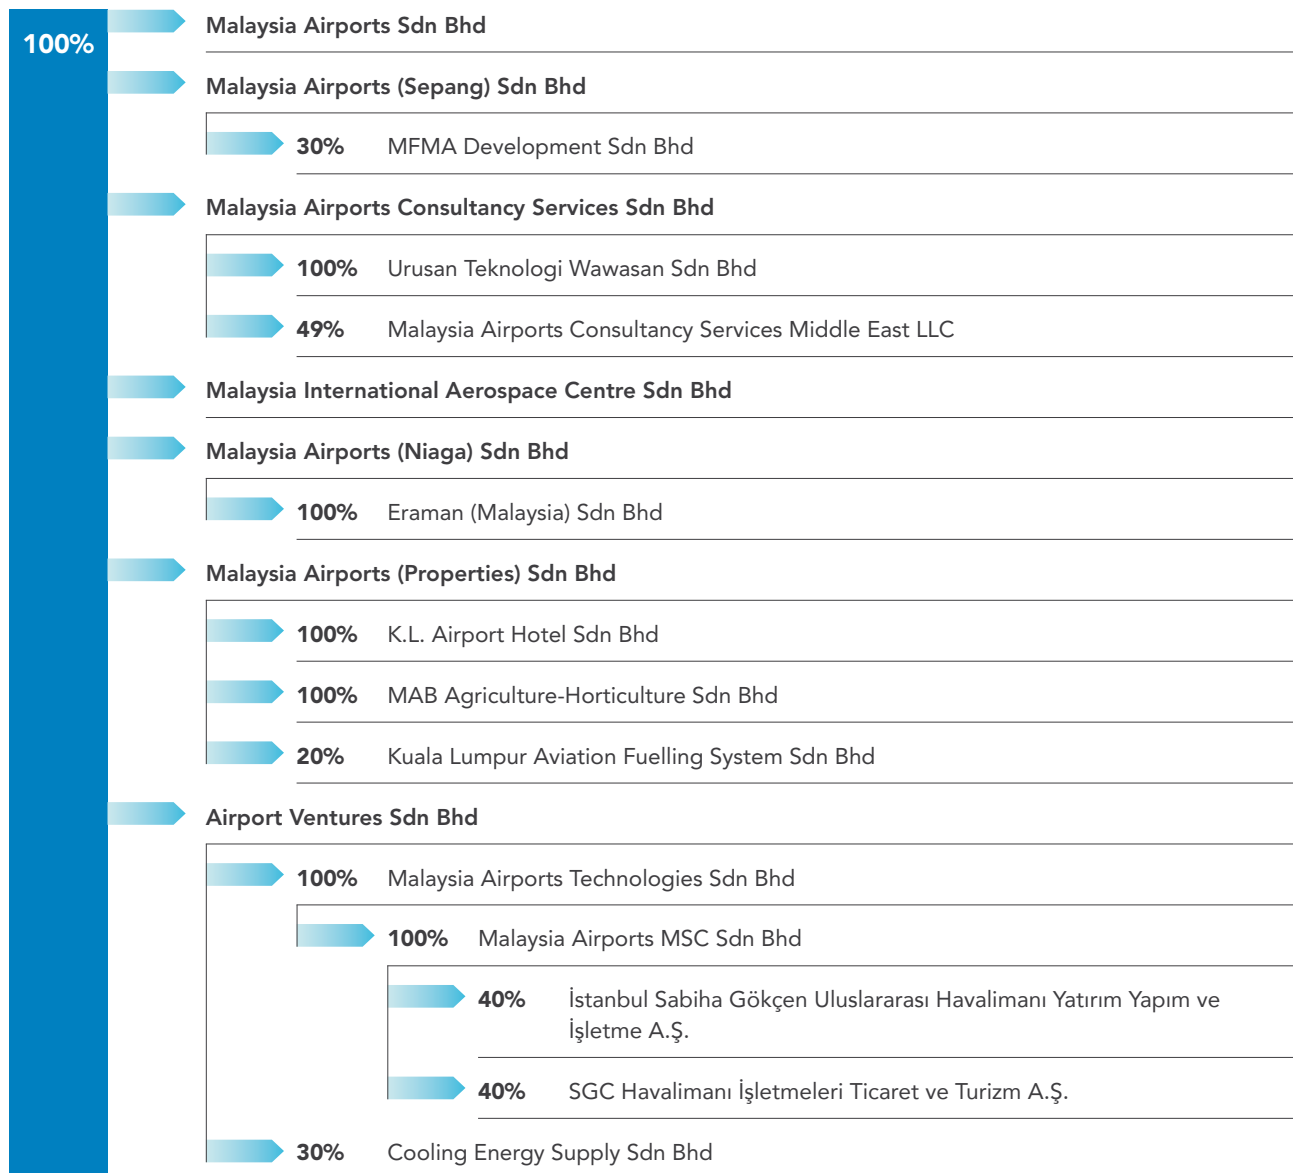 100%
Malaysia Airports Sdn Bhd
Malaysia Airports (Sepang) Sdn Bhd
30% MFMA Development Sdn Bhd
Malaysia Airports Consultancy Services Sdn Bhd
100% Urusan Teknologi Wawasan Sdn Bhd
49% Malaysia Airports Consultancy Services Middle East LLC
Malaysia International Aerospace Centre Sdn Bhd
Malaysia Airports (Niaga) Sdn Bhd
100% Eraman (Malaysia) Sdn Bhd
Malaysia Airports (Properties) Sdn Bhd
100% K.L. Airport Hotel Sdn Bhd
100% MAB Agriculture-Horticulture Sdn Bhd
20% Kuala Lumpur Aviation Fuelling System Sdn Bhd
Airport Ventures Sdn Bhd
100% Malaysia Airports Technologies Sdn Bhd
100% Malaysia Airports MSC Sdn Bhd
40% İstanbul Sabiha Gökçen Uluslararası Havalimanı Yatırım Yapım ve
İşletme A.Ş.
40% SGC Havalimanı İşletmeleri Ticaret ve Turizm A.Ş.
30% Cooling Energy Supply Sdn Bhd